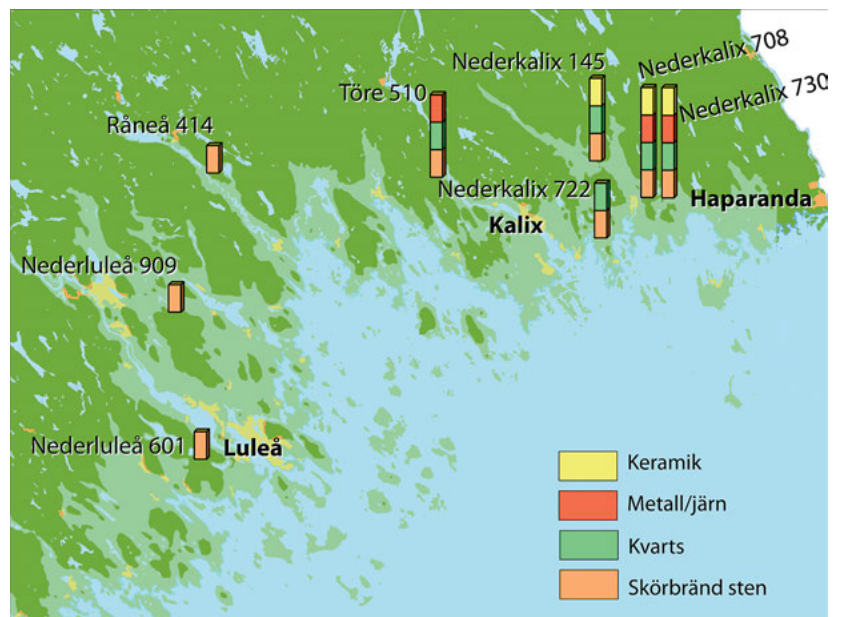 Nederkalix 708
Nederkalix 145
Töre 510
Nederkalix 730
Råneå 414
Nederkalix 722
Haparanda
Kalix
Nederluleå 909
Nederluleå 601
Luleå
Keramik
Metall/järn
Kvarts
Skörbränd sten